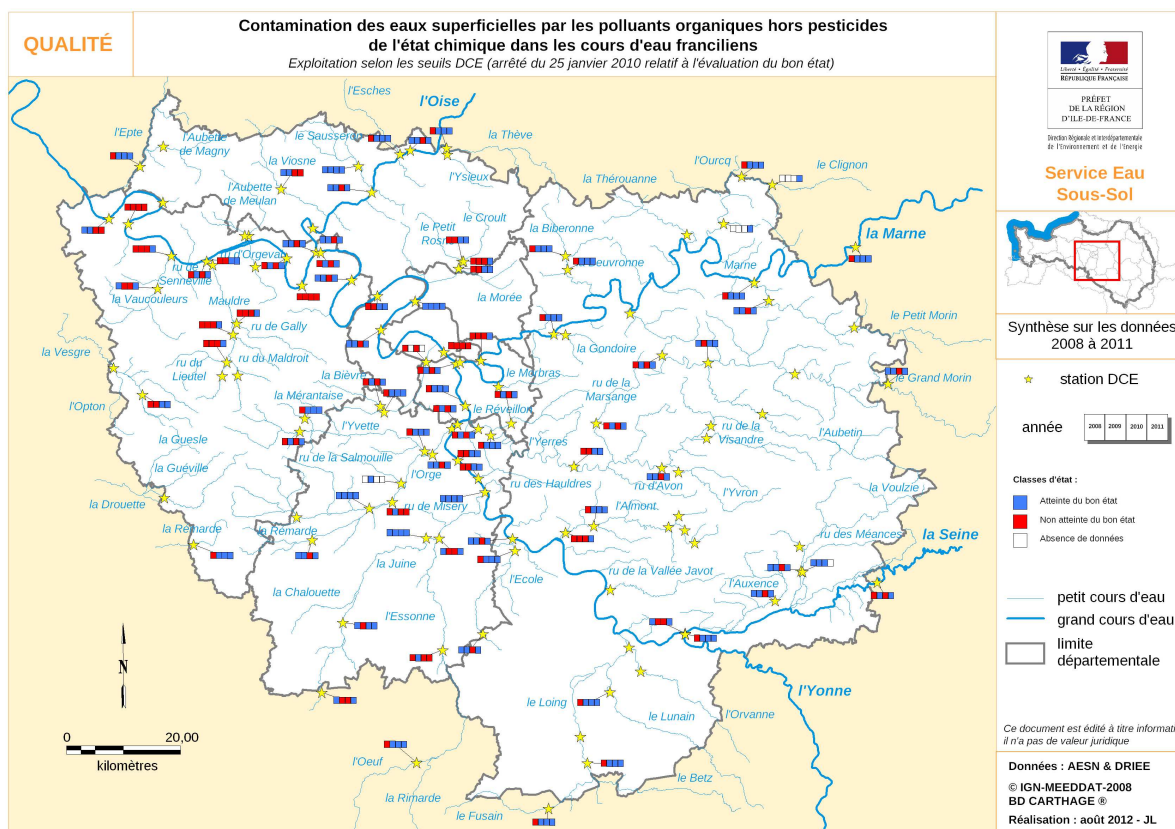 QUALITÉ
Contamination des eaux superficielles par les polluants organiques hors pesticides
de l'état chimique dans les cours d'eau franciliens
Exploitation selon les seuils DCE (arrêté du 25 janvier 2010 relatif à l'évaluation du bon état)
Liberté • Égalité • Fraternité
RÉPUBLIQUE FRANÇAISE
PRÉFET
DE LA RÉGION
D'ILE-DE-FRANCE
Direction Régionale et Interdépartementale
de l'Environnement et de l'Energie
Service Eau
Sous-Sol
Synthèse sur les données
2008 à 2011
station DCE
année
2008 2009 2010 2011
Classes d'état :
Atteinte du bon état
Non atteinte du bon état
Absence de données
petit cours d'eau
grand cours d'eau
limite
départementale
Ce document est édité à titre informati
il n'a pas de valeur juridique
Données : AESN & DRIEE
© IGN-MEEDDAT-2008
BD CARTHAGE ®
Réalisation : août 2012 - JL
l'Esches
l'Oise
l'Epte
l'Aubette
de Magny
le Sausseron
la Thève
la Viosne
l'Ysieux
l'Aubette
de Meulan
l'Ourcq
le Clignon
la Thérouanne
le Croult
le Petit
Rosne
la Biberonne
la Marne
ru d'Orgeval
ru de
Senneville
Beuvronne
Marne
la Vaucouleurs
la Morée
Mauldre
ru de Gally
le Petit Morin
la Vesgre
ru du Maldroit
ru du
Lieutel
la Gondoire
la Bièvre
le Morbras
ru de la
Marsange
le Grand Morin
la Mérantaise
l'Opton
le Réveillon
l'Yvette
la Guesle
l'Yerres
ru de la
Visandre
l'Aubetin
ru de la Salmouille
la Guéville
l'Orge
ru des Hauldres
ru d'Avon
l'Yvron
la Voulzie
la Drouette
ru de Misery
l'Almont
la Rémarde
la Rémarde
ru des Méances
la Seine
la Juine
l'Ecole
ru de la Vallée Javot
l'Auxence
la Chalouette
l'Essonne
l'Yonne
le Loing
le Lunain
l'Orvanne
l'Oeuf
la Rimarde
le Betz
le Fusain
N
0 20,00
kilomètres